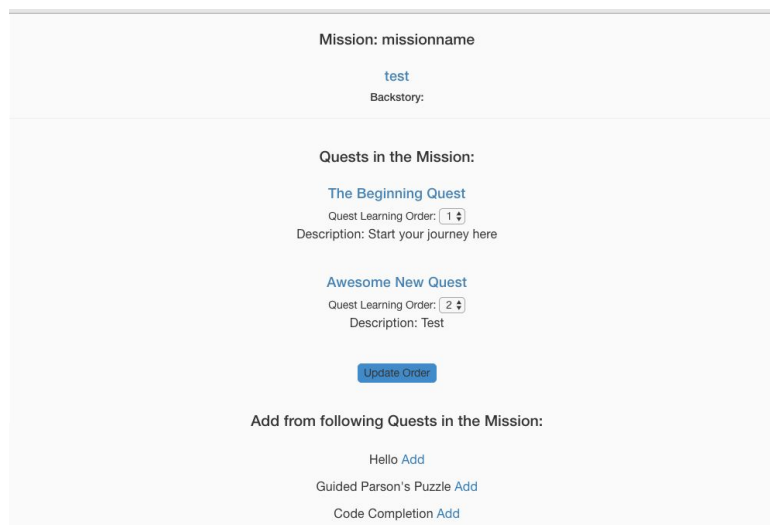 Mission: missionname
test
Backstory:
Quests in the Mission:
The Beginning Quest
Quest Learning Order: 1
Description: Start your journey here
Awesome New Quest
Quest Learning Order: 2
Description: Test
Update Order
Add from following Quests in the Mission:
Hello Add
Guided Parson's Puzzle Add
Code Completion Add